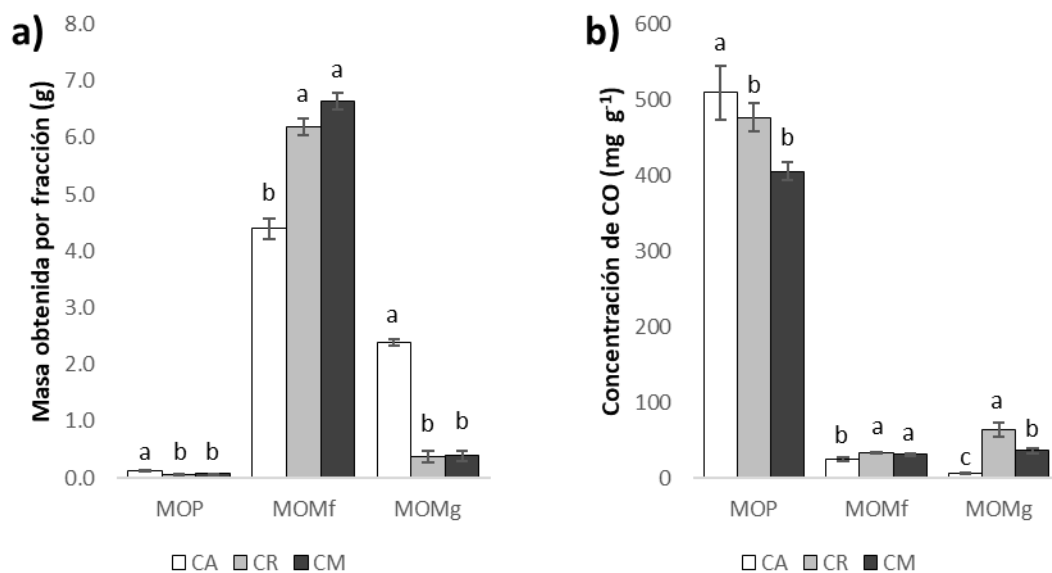 a)
Masa obtenida por fracción (g)
8.0
7.0
6.0
5.0
4.0
3.0
2.0
1.0
0.0
a b b
b a a
a b b
MOP MOMf MOMg
CA CR CM
b)
Concentración de CO (mg g⁻¹)
600
500
400
300
200
100
0
a b b
b a a
c a b
MOP MOMf MOMg
CA CR CM